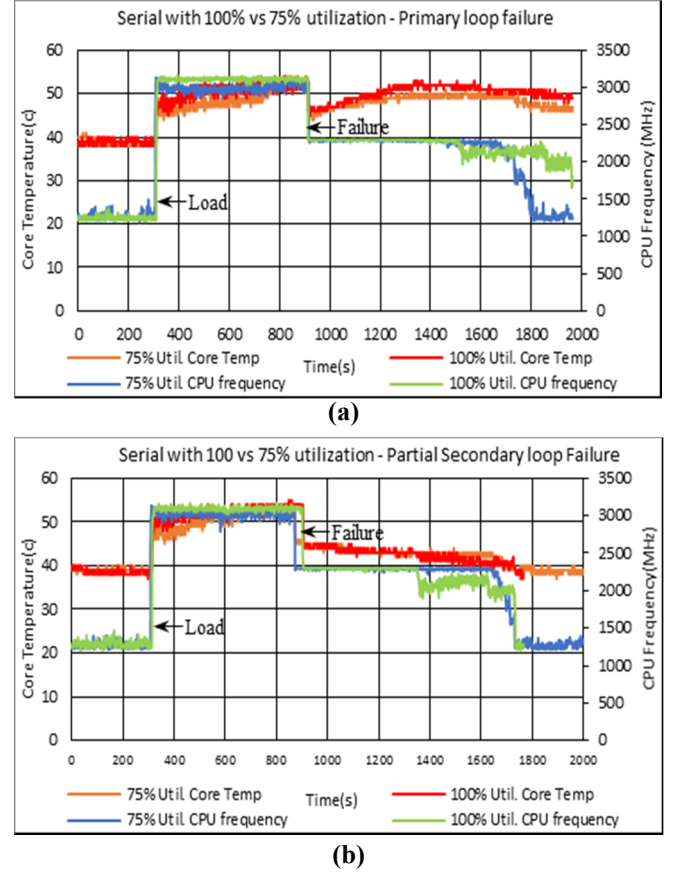 Serial with 100% vs 75% utilization - Primary loop failure
60
50
40
30
20
10
0
Core Temperature(c)
3500
3000
2500
2000
1500
1000
500
0
CPU Frequency (MHz)
Failure
Load
0 200 400 600 800 1000 1200 1400 1600 1800 2000
Time(s)
75% Util. Core Temp
100% Util. Core Temp
75% Util. CPU frequency
100% Util. CPU frequency
(a)
Serial with 100 vs 75% utilization - Partial Secondary loop Failure
60
50
40
30
20
10
0
Core Temperature(c)
3500
3000
2500
2000
1500
1000
500
0
CPU Frequency(MHz)
Failure
Load
0 200 400 600 800 1000 1200 1400 1600 1800 2000
Time(s)
75% Util. Core Temp
100% Util. Core Temp
75% Util. CPU frequency
100% Util. CPU frequency
(b)